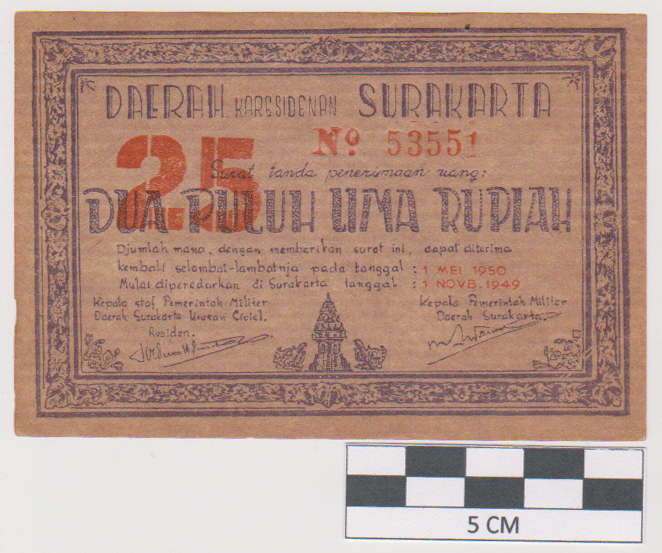 DAERAH KARESIDENAN SURAKARTA
25
No 53551
Surat tanda penerimaan uang:
DUA PULUH LIMA RUPIAH
Djumlah mana, dengan memberikan surat ini, dapat diterima
kembali selambat-lambatnja pada tanggal : 1 MEI 1950
Mulai diperedarkan di Surakarta tanggal : 1 NOVB. 1949
Kepala staf Pemerintah Militer
Daerah Surakarta Urusan Civiel.
Residen.
Kepala Pemerintah Militer
Daerah Surakarta.
5 CM